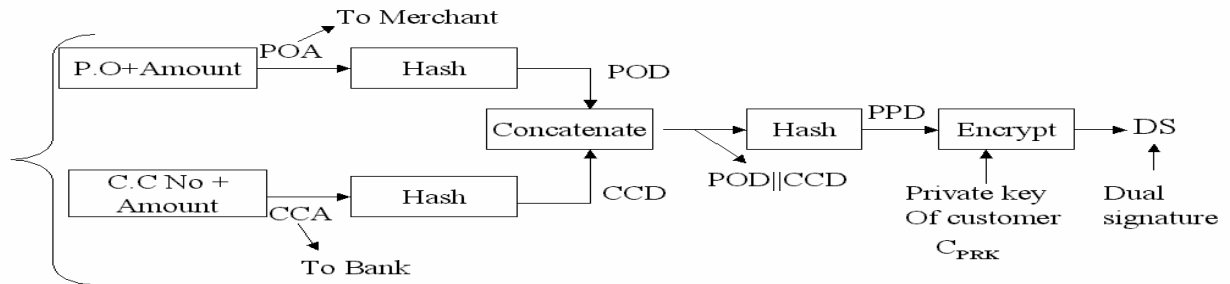 To Merchant
P.O+Amount
POA
Hash
POD
Concatenate
Hash
PPD
Encrypt
DS
POD||CCD
C.C No +
Amount
CCA
Hash
CCD
To Bank
Private key
Of customer
CPRK
Dual
signature